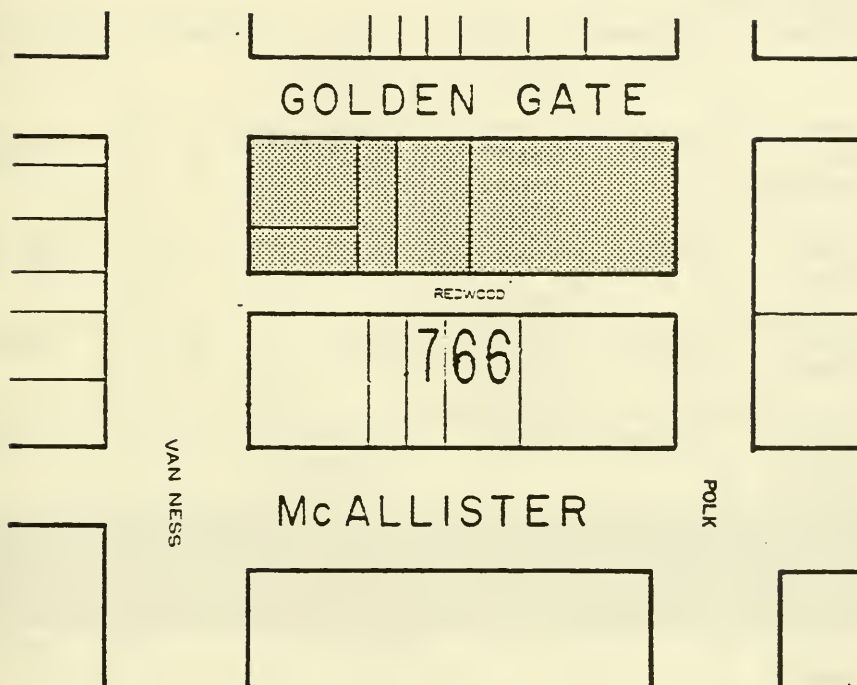 GOLDEN GATE
REDWOOD
766
VAN NESS
McALLISTER
POLK